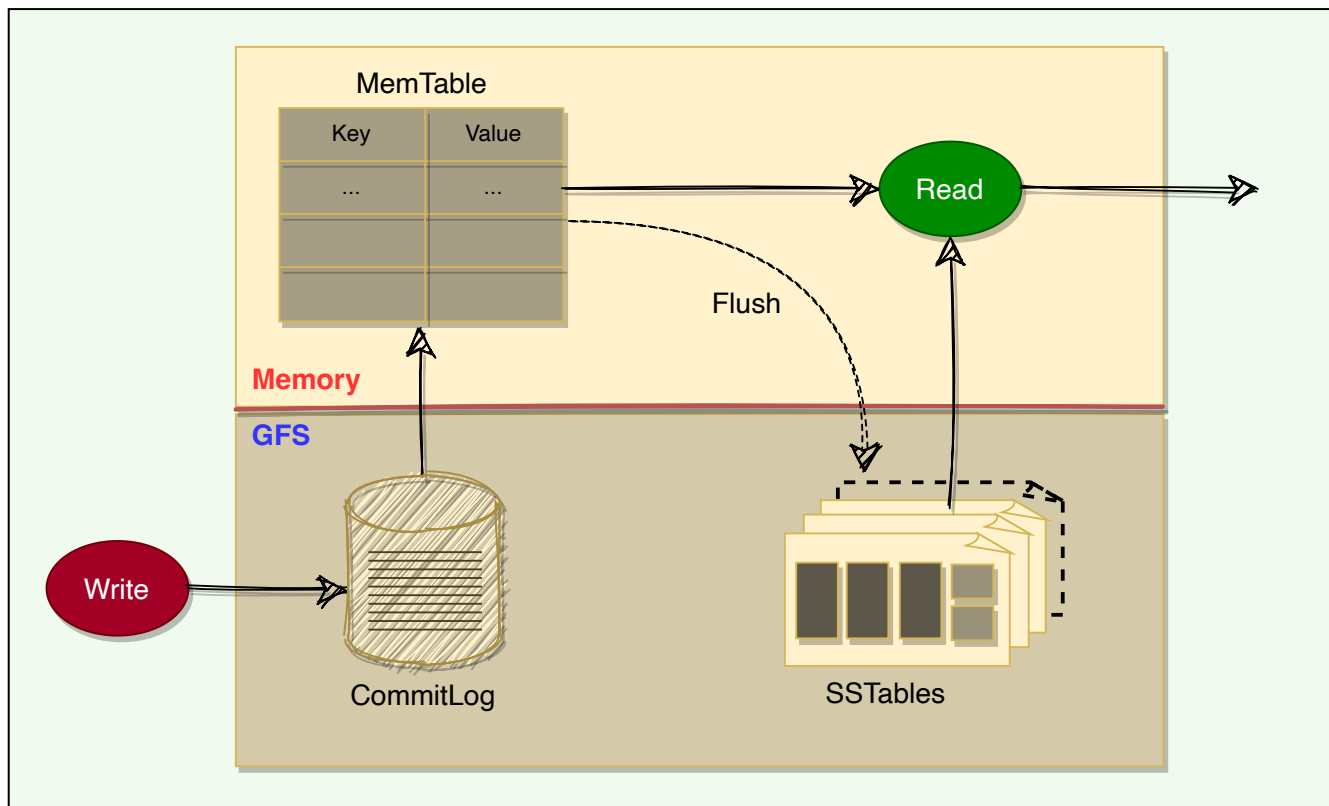 MemTable
Key Value
... ...
Read
Flush
Memory
GFS
Write
CommitLog
SSTables